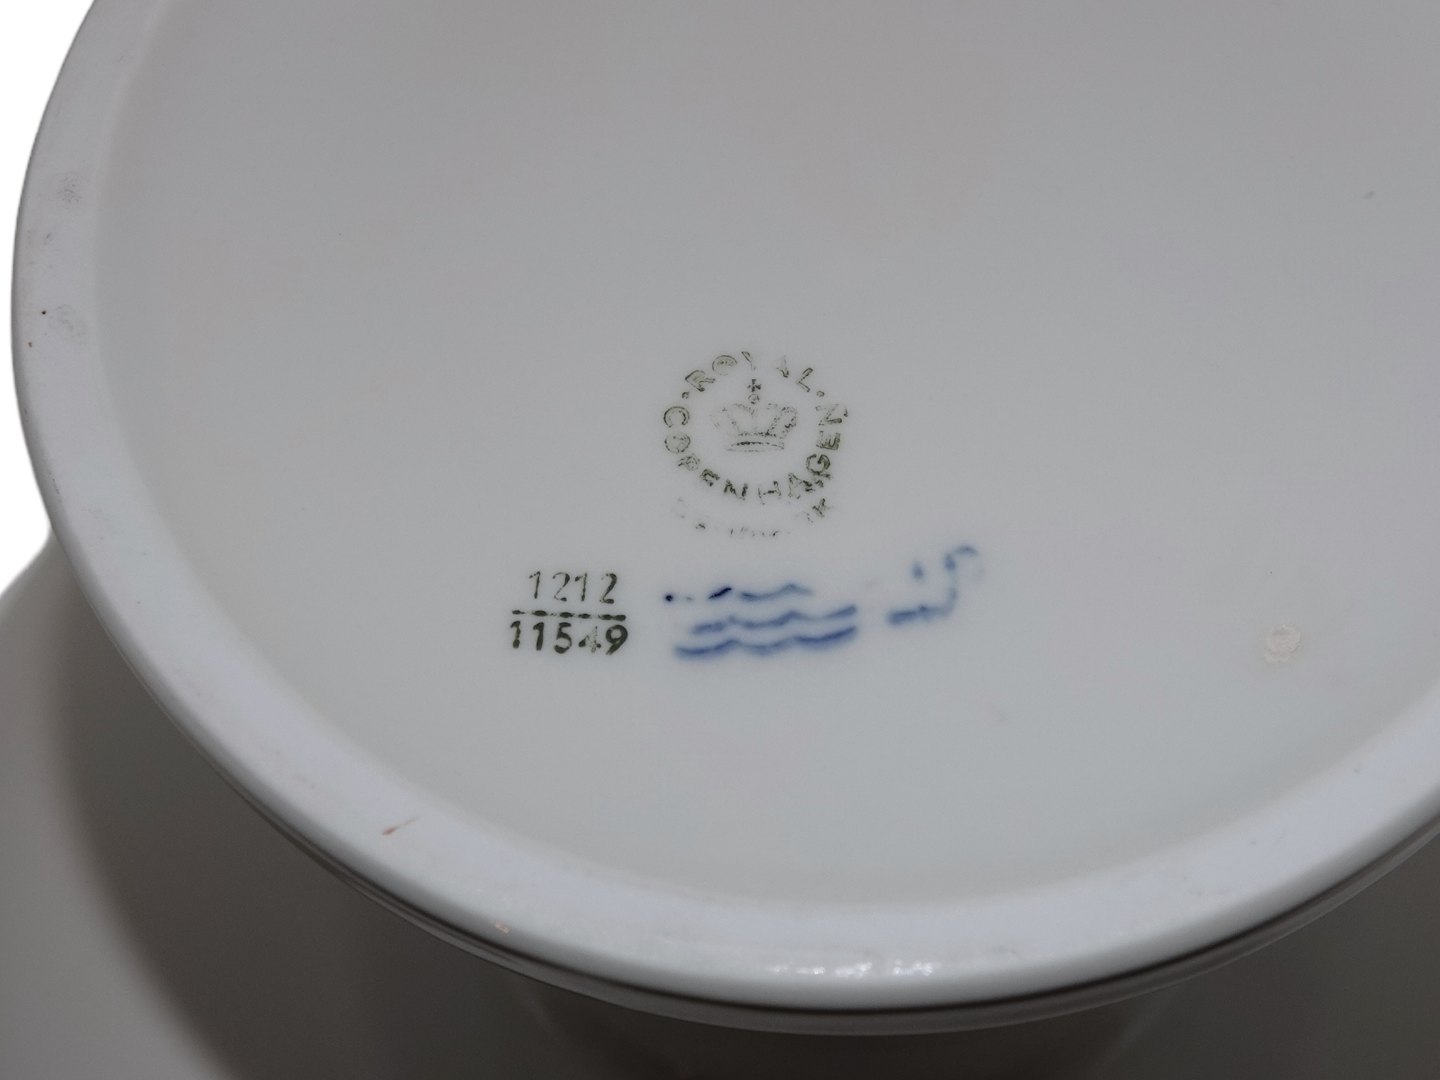 ·ROYAL·
COPENHAGEN
1212
11549